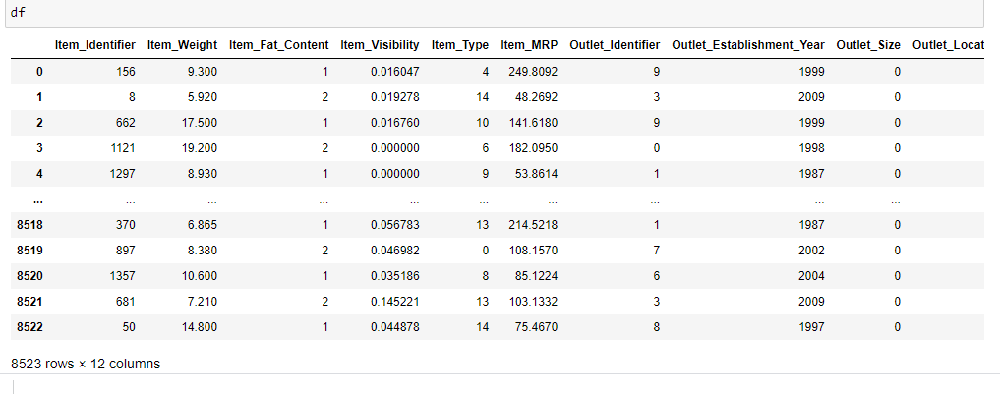 df
Item_Identifier Item_Weight Item_Fat_Content Item_Visibility Item_Type Item_MRP Outlet_Identifier Outlet_Establishment_Year Outlet_Size Outlet_Locat
0 156 9.300 1 0.016047 4 249.8092 9 1999 0
1 8 5.920 2 0.019278 14 48.2692 3 2009 0
2 662 17.500 1 0.016760 10 141.6180 9 1999 0
3 1121 19.200 2 0.000000 6 182.0950 0 1998 0
4 1297 8.930 1 0.000000 9 53.8614 1 1987 0
... ... ... ... ... ... ... ... ... ...
8518 370 6.865 1 0.056783 13 214.5218 1 1987 0
8519 897 8.380 2 0.046982 0 108.1570 7 2002 0
8520 1357 10.600 1 0.035186 8 85.1224 6 2004 0
8521 681 7.210 2 0.145221 13 103.1332 3 2009 0
8522 50 14.800 1 0.044878 14 75.4670 8 1997 0
8523 rows × 12 columns